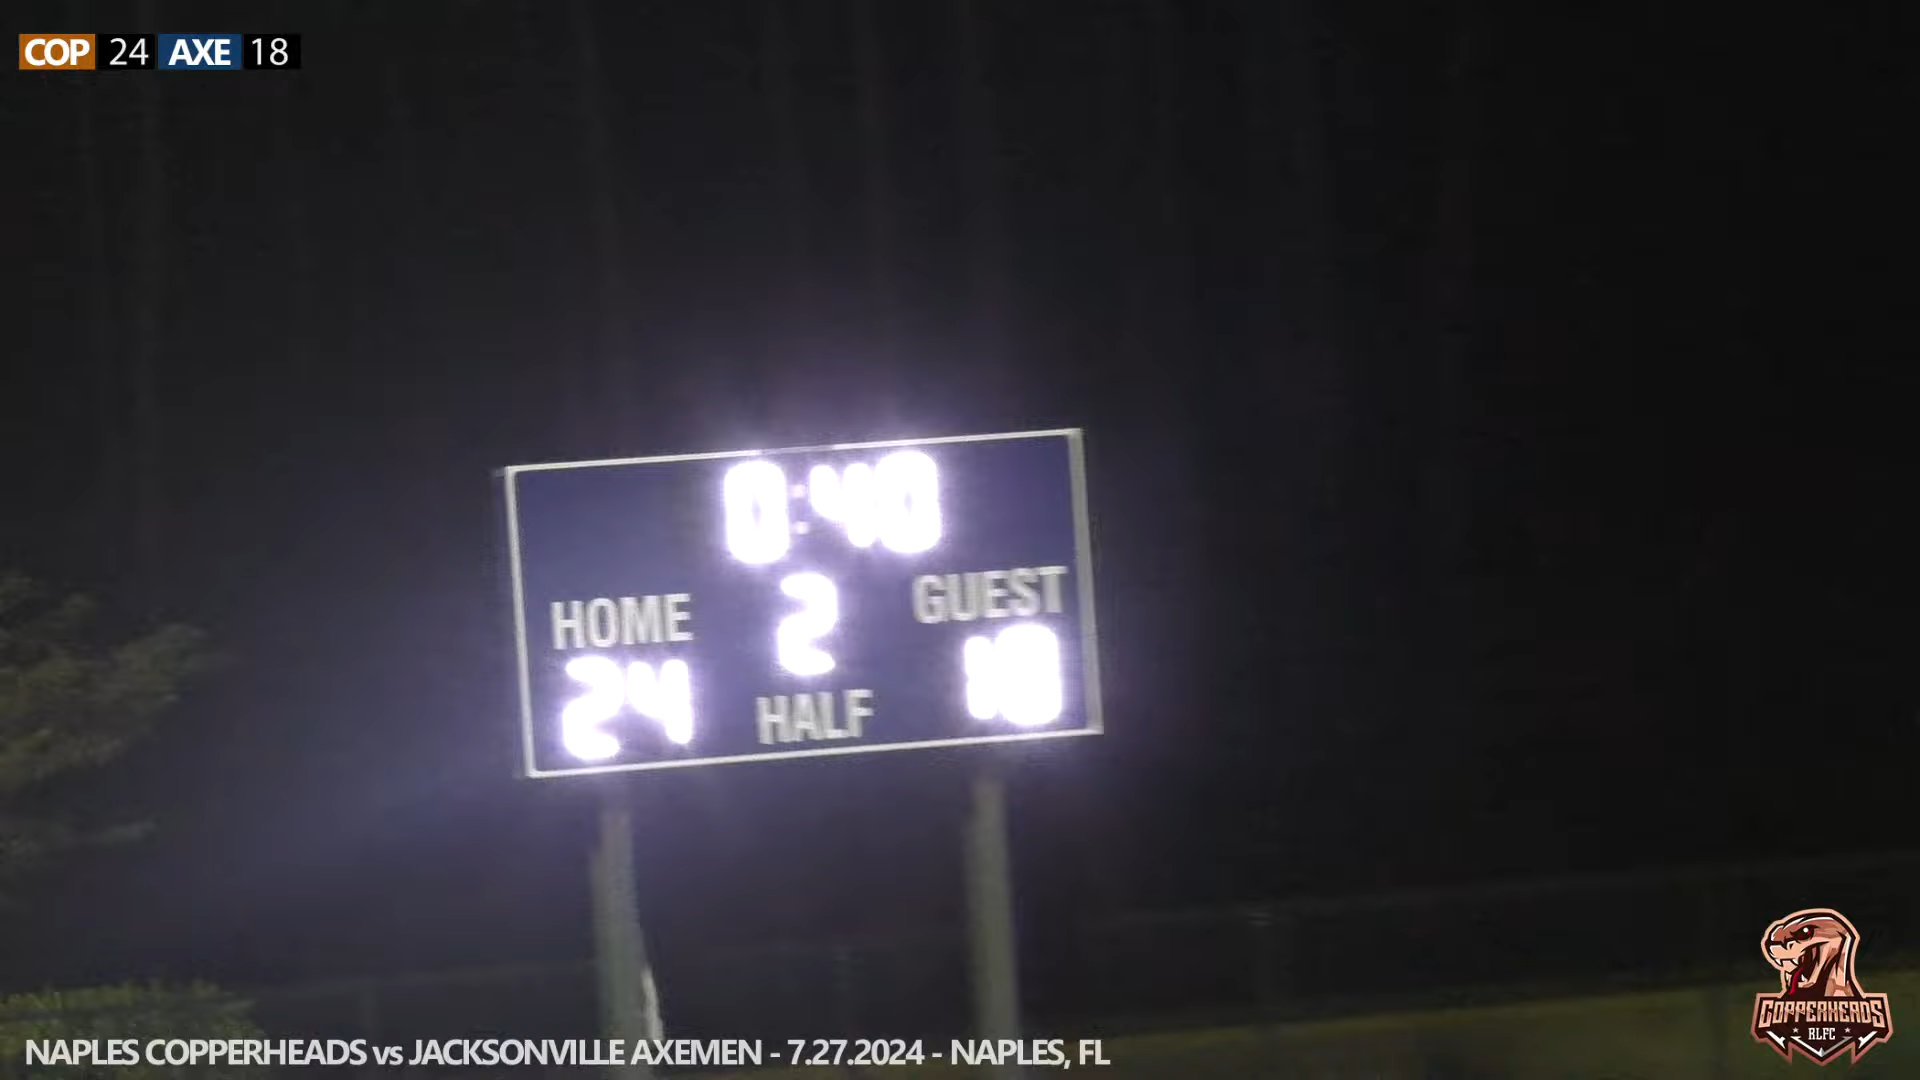 COP 24 AXE 18
0:40
HOME 2 GUEST
24 HALF 18
NAPLES COPPERHEADS vs JACKSONVILLE AXEMEN - 7.27.2024 - NAPLES, FL
COPPERHEADS
RLFC